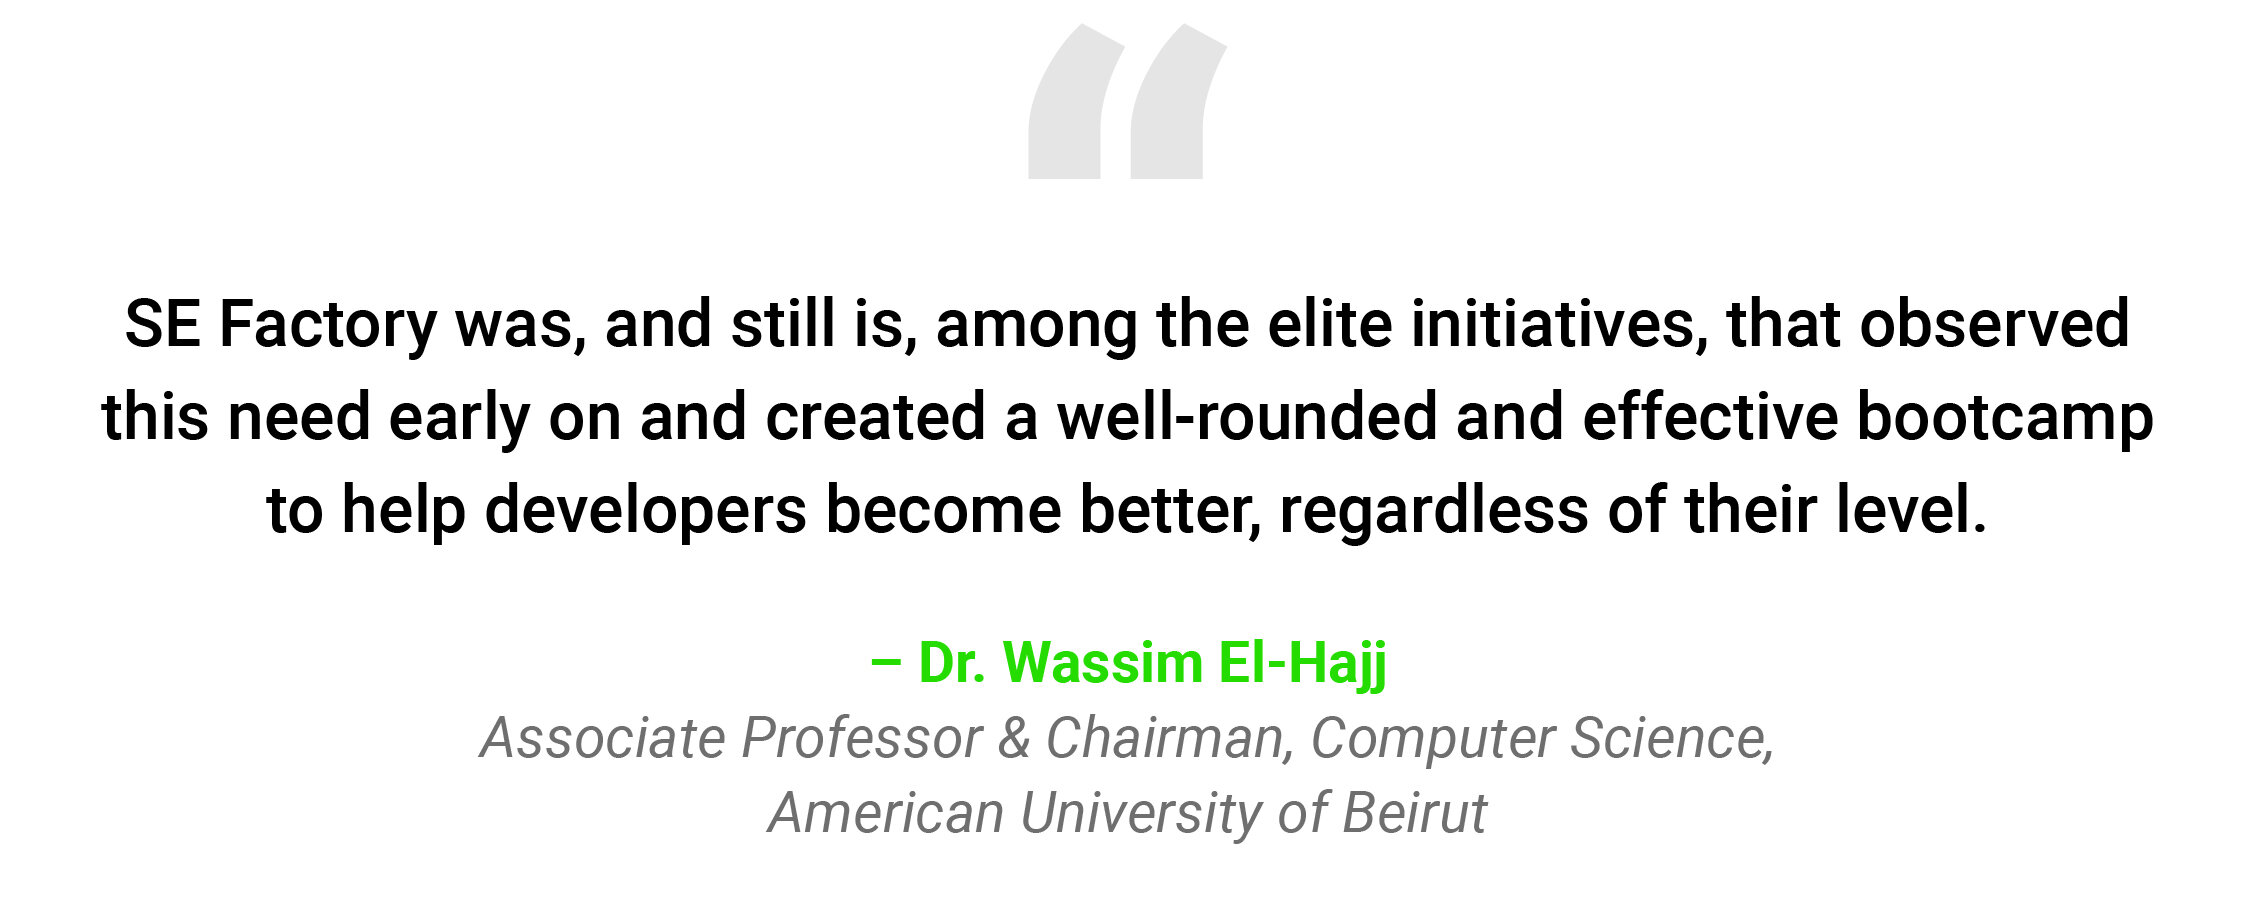 “
SE Factory was, and still is, among the elite initiatives, that observed
this need early on and created a well-rounded and effective bootcamp
to help developers become better, regardless of their level.
– Dr. Wassim El-Hajj
Associate Professor & Chairman, Computer Science,
American University of Beirut